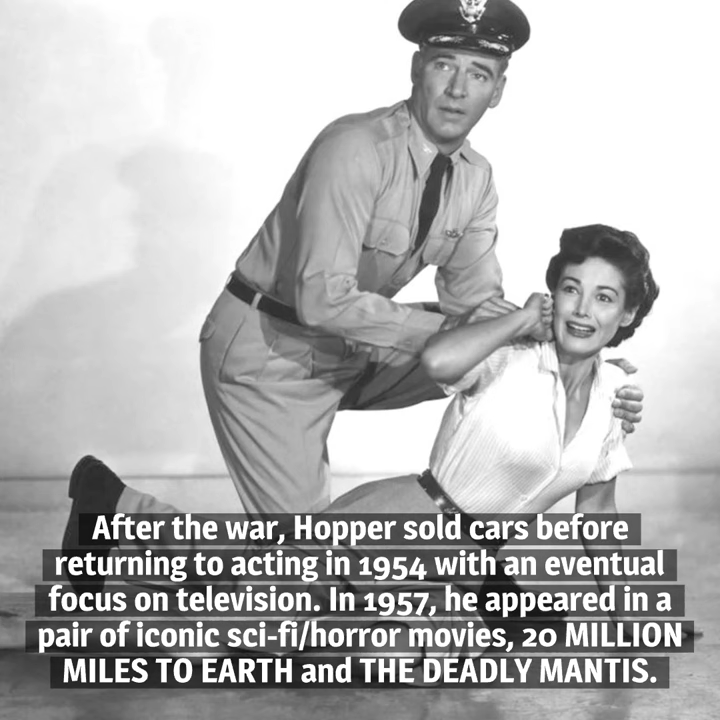 After the war, Hopper sold cars before
returning to acting in 1954 with an eventual
focus on television. In 1957, he appeared in a
pair of iconic sci-fi/horror movies, 20 MILLION
MILES TO EARTH and THE DEADLY MANTIS.